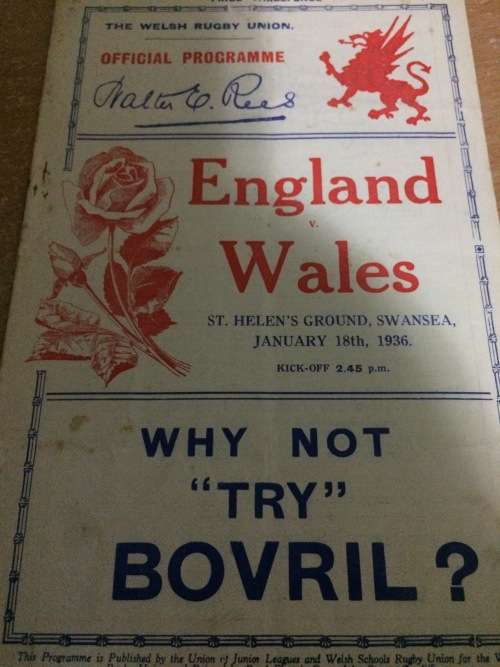 THE WELSH RUGBY UNION.
OFFICIAL PROGRAMME
Walter E. Rees
England
v.
Wales
ST. HELEN'S GROUND, SWANSEA,
JANUARY 18th, 1936.
KICK-OFF 2.45 p.m.
WHY NOT
"TRY"
BOVRIL?
This Programme is Published by the Union of Junior Leagues and Welsh Schools Rugby Union for the